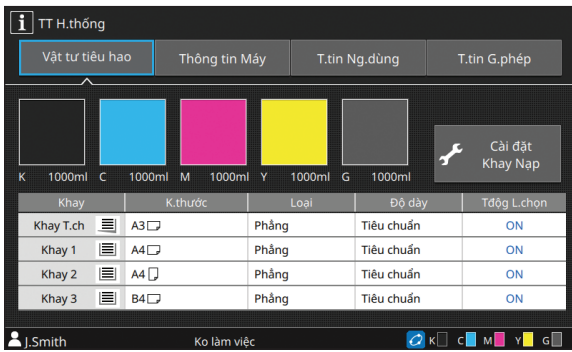 i TT H.thống
Vật tư tiêu hao Thông tin Máy T.tin Ng.dùng T.tin G.phép
K 1000ml C 1000ml M 1000ml Y 1000ml G 1000ml
Cài đặt
Khay Nạp
Khay K.thước Loại Độ dày Tđộg L.chọn
Khay T.ch A3 Phẳng Tiêu chuẩn ON
Khay 1 A4 Phẳng Tiêu chuẩn ON
Khay 2 A4 Phẳng Tiêu chuẩn ON
Khay 3 B4 Phẳng Tiêu chuẩn ON
J.Smith Ko làm việc K C M Y G